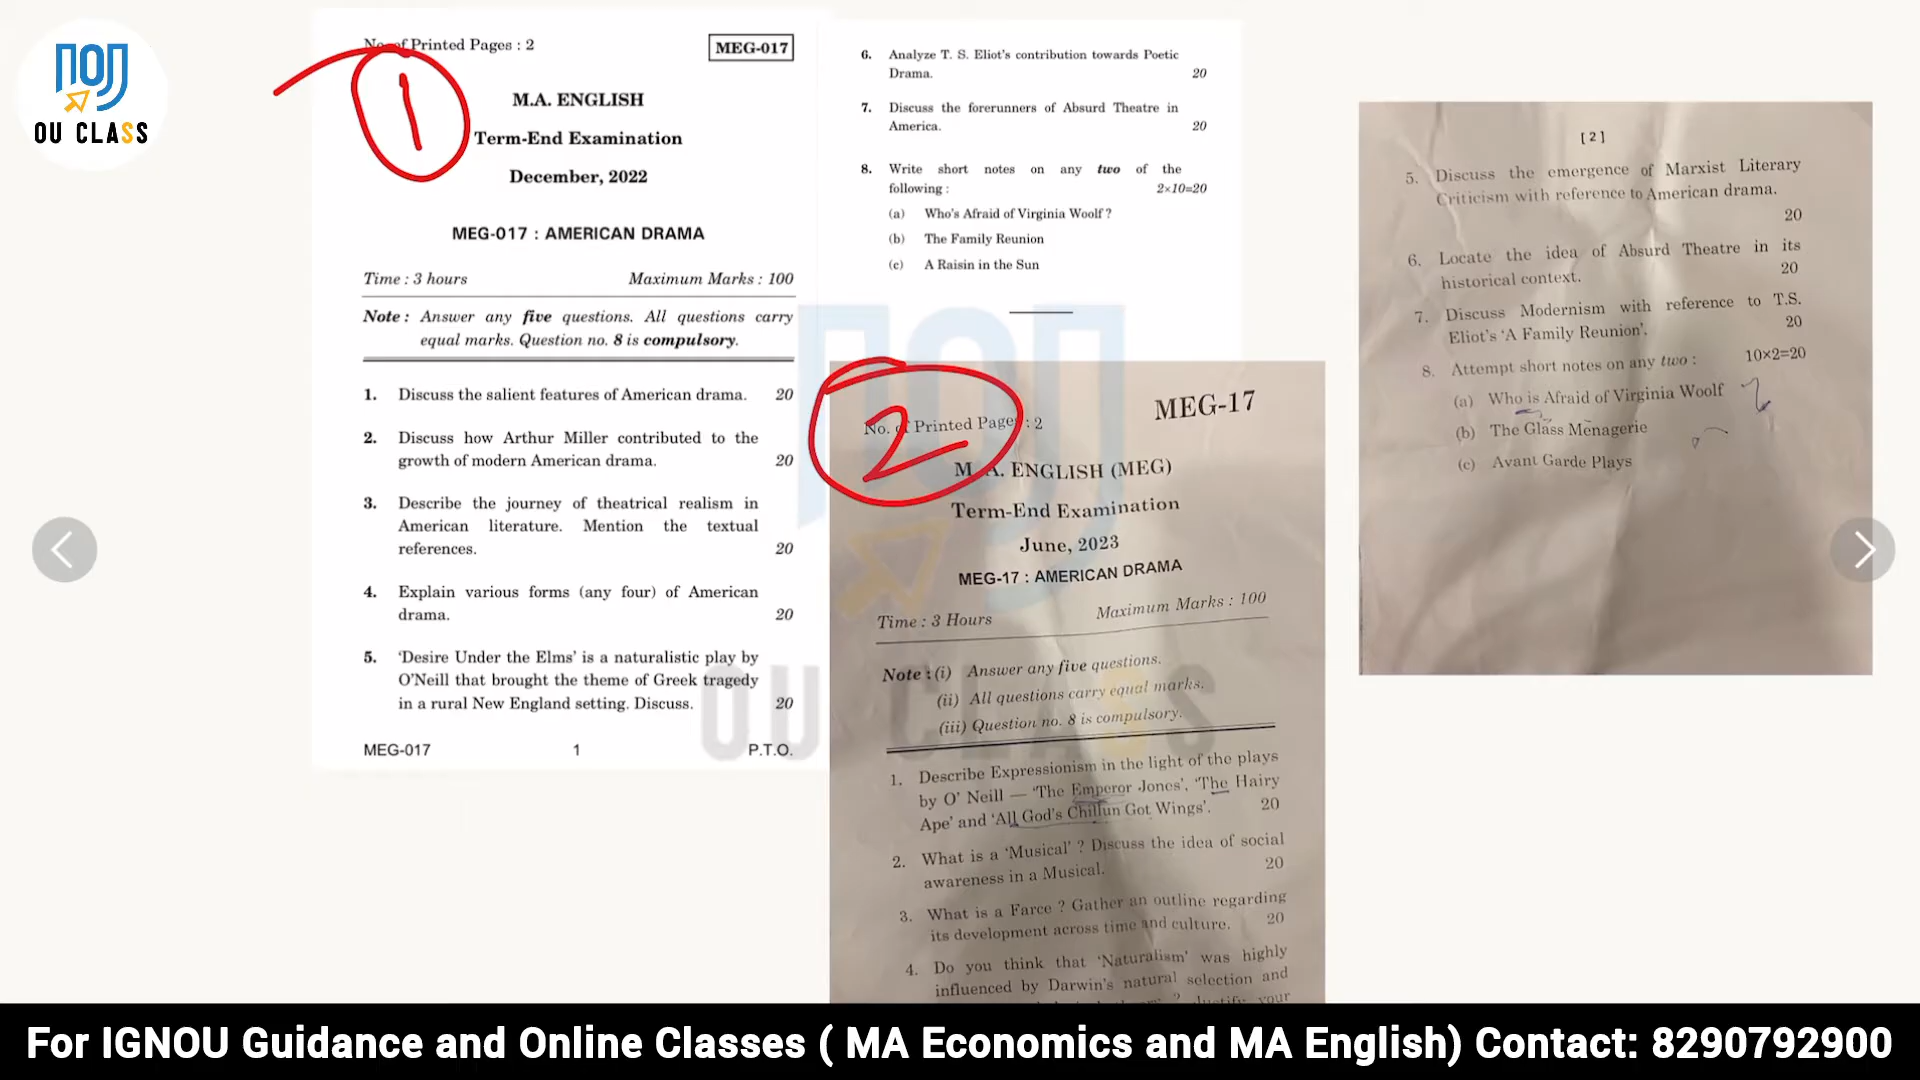 OU CLASS
No. of Printed Pages : 2
MEG-017
1
M.A. ENGLISH
Term-End Examination
December, 2022
MEG-017 : AMERICAN DRAMA
Time : 3 hours Maximum Marks : 100
Note : Answer any five questions. All questions carry
equal marks. Question no. 8 is compulsory.
1. Discuss the salient features of American drama. 20
2. Discuss how Arthur Miller contributed to the
growth of modern American drama. 20
3. Describe the journey of theatrical realism in
American literature. Mention the textual
references. 20
4. Explain various forms (any four) of American
drama. 20
5. ‘Desire Under the Elms’ is a naturalistic play by
O’Neill that brought the theme of Greek tragedy
in a rural New England setting. Discuss. 20
MEG-017 1 P.T.O.
6. Analyze T. S. Eliot’s contribution towards Poetic
Drama. 20
7. Discuss the forerunners of Absurd Theatre in
America. 20
8. Write short notes on any two of the
following : 2×10=20
(a) Who’s Afraid of Virginia Woolf ?
(b) The Family Reunion
(c) A Raisin in the Sun
OU CLASS
2
No. of Printed Pages : 2
MEG-17
M. A. ENGLISH (MEG)
Term-End Examination
June, 2023
MEG-17 : AMERICAN DRAMA
Time : 3 Hours Maximum Marks : 100
Note : (i) Answer any five questions.
(ii) All questions carry equal marks.
(iii) Question no. 8 is compulsory.
1. Describe Expressionism in the light of the plays
by O’ Neill — ‘The Emperor Jones’, ‘The Hairy
Ape’ and ‘All God’s Chillun Got Wings’. 20
2. What is a ‘Musical’ ? Discuss the idea of social
awareness in a Musical. 20
3. What is a Farce ? Gather an outline regarding
its development across time and culture. 20
4. Do you think that ‘Naturalism’ was highly
influenced by Darwin’s natural selection and
your
[ 2 ]
5. Discuss the emergence of Marxist Literary
Criticism with reference to American drama.
20
6. Locate the idea of Absurd Theatre in its
historical context. 20
7. Discuss Modernism with reference to T.S.
Eliot’s ‘A Family Reunion’. 20
8. Attempt short notes on any two : 10×2=20
(a) Who is Afraid of Virginia Woolf
(b) The Glass Menagerie
(c) Avant Garde Plays
For IGNOU Guidance and Online Classes ( MA Economics and MA English) Contact: 8290792900